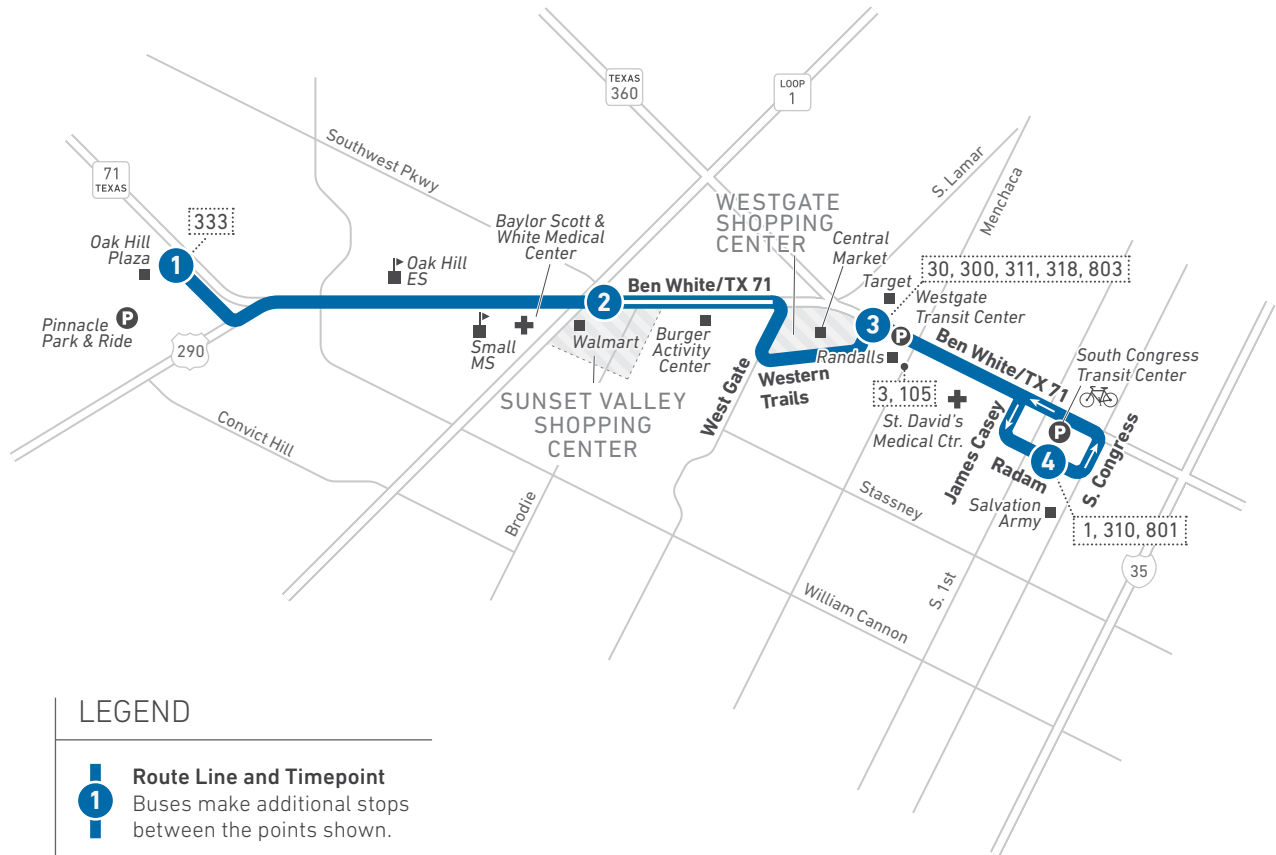 TEXAS
360
LOOP
1
Southwest Pkwy
71
TEXAS
333
Oak Hill
Plaza
1
Pinnacle
Park & Ride
P
290
Convict Hill
Oak Hill
ES
Baylor Scott &
White Medical
Center
Small
MS
2
Walmart
SUNSET VALLEY
SHOPPING
CENTER
Brodie
Ben White/TX 71
Burger
Activity
Center
WESTGATE
SHOPPING
CENTER
Central
Market
S. Lamar
Menchaca
Target
30, 300, 311, 318, 803
Westgate
Transit Center
3
P
Randalls
West Gate
Western
Trails
3, 105
St. David's
Medical Ctr.
Ben White/TX 71
South Congress
Transit Center
P
James Casey
4
Radam
S. Congress
Salvation
Army
1, 310, 801
Stassney
S. 1st
35
William Cannon
LEGEND
1
Route Line and Timepoint
Buses make additional stops
between the points shown.